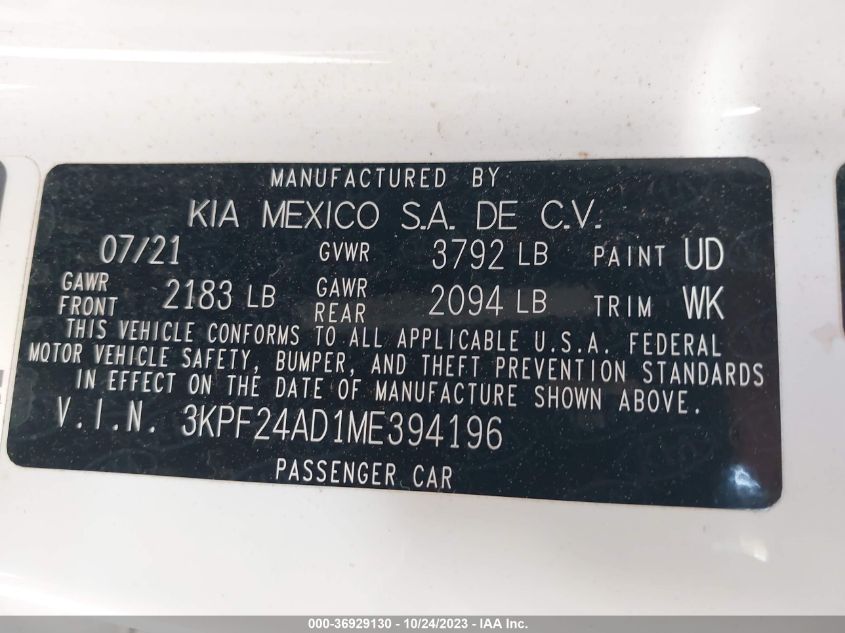 MANUFACTURED BY
KIA MEXICO S.A. DE C.V.
07/21 GVWR 3792 LB PAINT UD
GAWR FRONT 2183 LB GAWR REAR 2094 LB TRIM WK
THIS VEHICLE CONFORMS TO ALL APPLICABLE U.S.A. FEDERAL
MOTOR VEHICLE SAFETY, BUMPER, AND THEFT PREVENTION STANDARDS
IN EFFECT ON THE DATE OF MANUFACTURE SHOWN ABOVE.
V.I.N. 3KPF24AD1ME394196
PASSENGER CAR
000-36929130 - 10/24/2023 - IAA Inc.